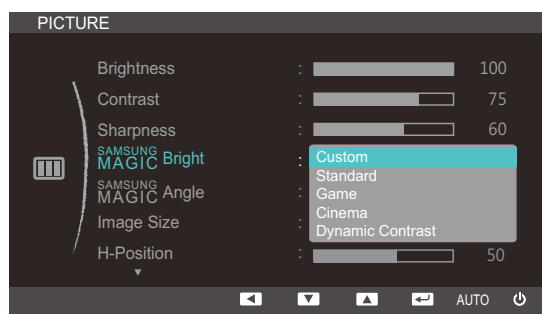 PICTURE
Brightness : 100
Contrast : 75
Sharpness : 60
SAMSUNG MAGIC Bright :
Custom
Standard
Game
Cinema
Dynamic Contrast
SAMSUNG MAGIC Angle :
Image Size :
H-Position : 50
AUTO